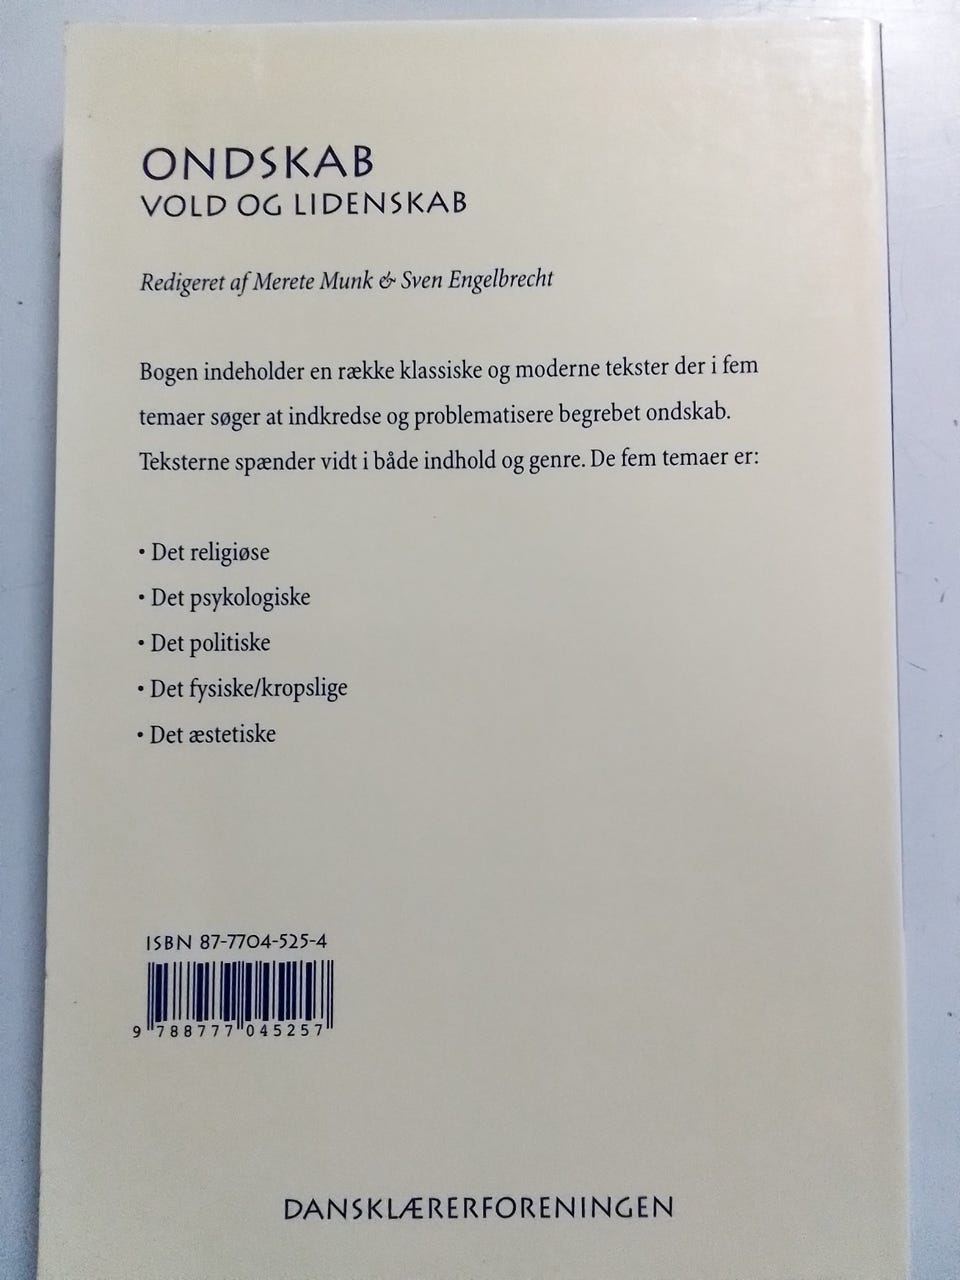 ONDSKAB
VOLD OG LIDENSKAB
Redigeret af Merete Munk & Sven Engelbrecht
Bogen indeholder en række klassiske og moderne tekster der i fem
temaer søger at indkredse og problematisere begrebet ondskab.
Teksterne spænder vidt i både indhold og genre. De fem temaer er:
• Det religiøse
• Det psykologiske
• Det politiske
• Det fysiske/kropslige
• Det æstetiske
ISBN 87-7704-525-4
9 788777 045257
DANSKLÆRERFORENINGEN